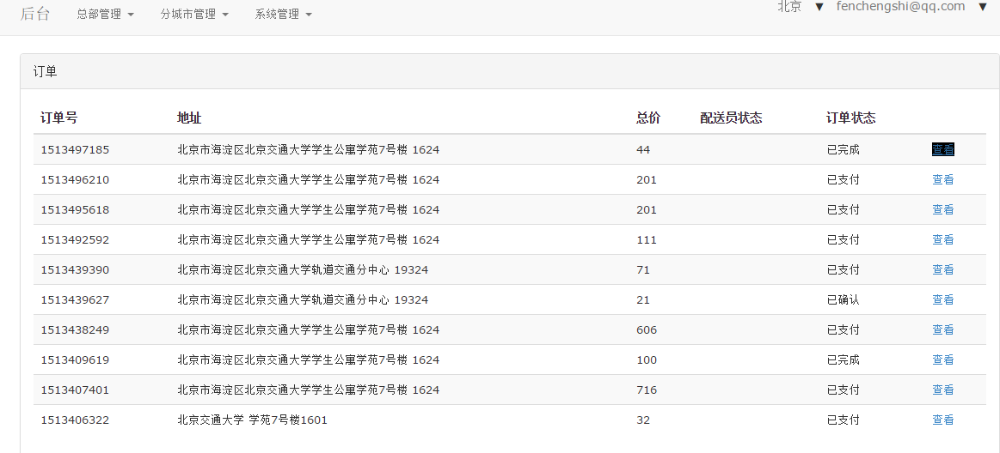 后台 总部管理 分城市管理 系统管理 北京 ▼ fenchengshi@qq.com ▼
订单
订单号 地址 总价 配送员状态 订单状态
1513497185 北京市海淀区北京交通大学学生公寓学苑7号楼 1624 44 已完成 查看
1513496210 北京市海淀区北京交通大学学生公寓学苑7号楼 1624 201 已支付 查看
1513495618 北京市海淀区北京交通大学学生公寓学苑7号楼 1624 201 已支付 查看
1513492592 北京市海淀区北京交通大学学生公寓学苑7号楼 1624 111 已支付 查看
1513439390 北京市海淀区北京交通大学轨道交通分中心 19324 71 已支付 查看
1513439627 北京市海淀区北京交通大学轨道交通分中心 19324 21 已确认 查看
1513438249 北京市海淀区北京交通大学学生公寓学苑7号楼 1624 606 已支付 查看
1513409619 北京市海淀区北京交通大学学生公寓学苑7号楼 1624 100 已完成 查看
1513407401 北京市海淀区北京交通大学学生公寓学苑7号楼 1624 716 已支付 查看
1513406322 北京交通大学 学苑7号楼1601 32 已支付 查看